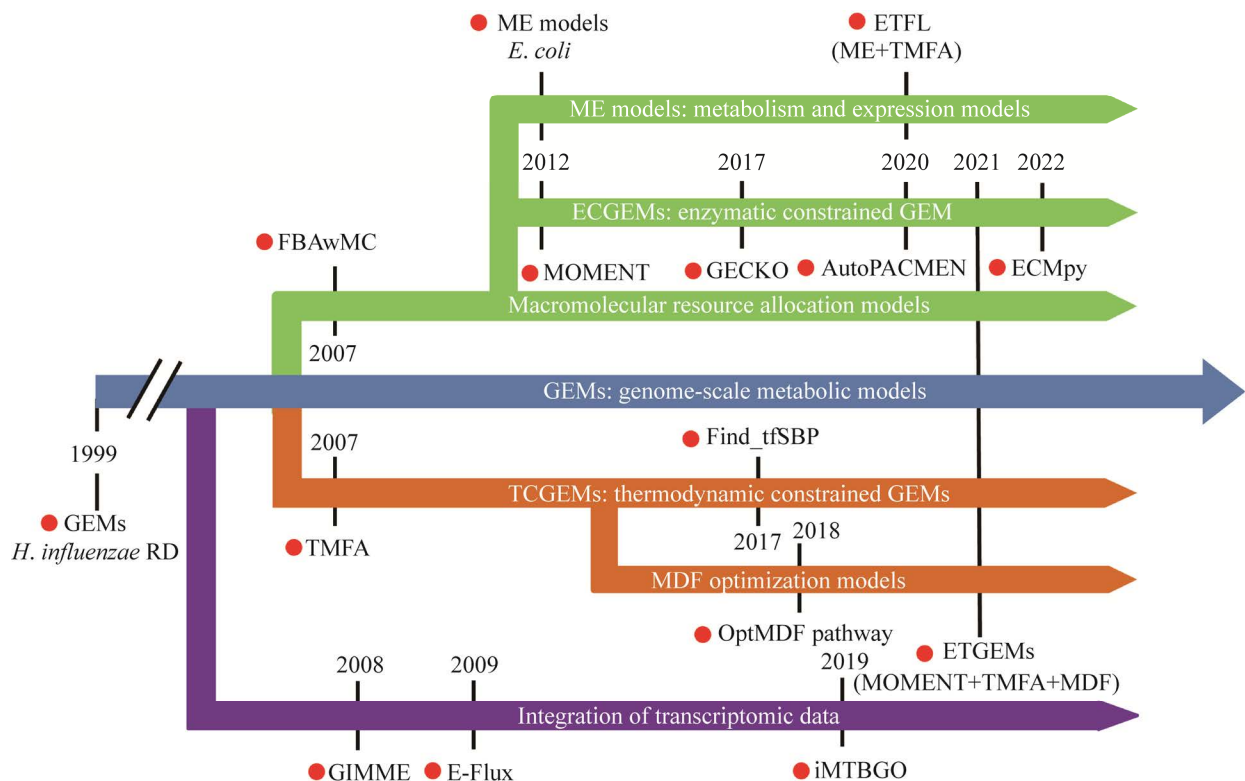 ME models
E. coli
ETFL
(ME+TMFA)
ME models: metabolism and expression models
2012
2017
2020
2021
2022
ECGEMs: enzymatic constrained GEM
FBAwMC
MOMENT
GECKO
AutoPACMEN
ECMpy
Macromolecular resource allocation models
2007
GEMs: genome-scale metabolic models
1999
2007
Find_tfSBP
TCGEMs: thermodynamic constrained GEMs
GEMs
H. influenzae RD
TMFA
2017
2018
MDF optimization models
OptMDF pathway
ETGEMs
(MOMENT+TMFA+MDF)
2008
2009
2019
Integration of transcriptomic data
GIMME
E-Flux
iMTBGO